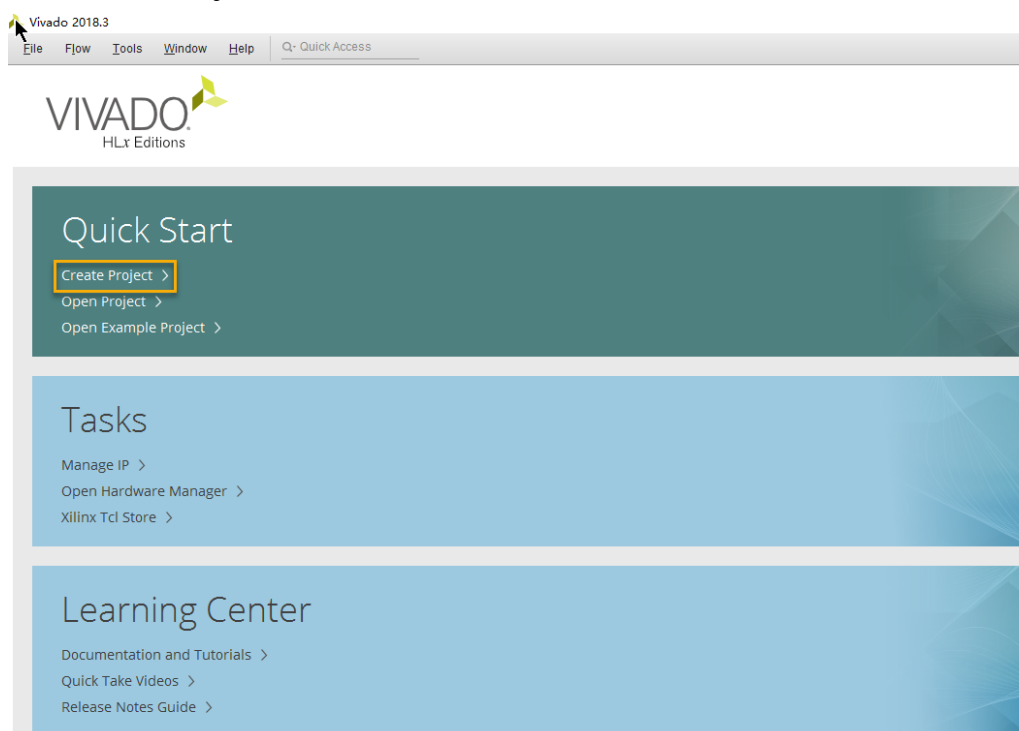 Vivado 2018.3
File Flow Tools Window Help Q- Quick Access
VIVADO.
HLx Editions
Quick Start
Create Project >
Open Project >
Open Example Project >
Tasks
Manage IP >
Open Hardware Manager >
Xilinx Tcl Store >
Learning Center
Documentation and Tutorials >
Quick Take Videos >
Release Notes Guide >